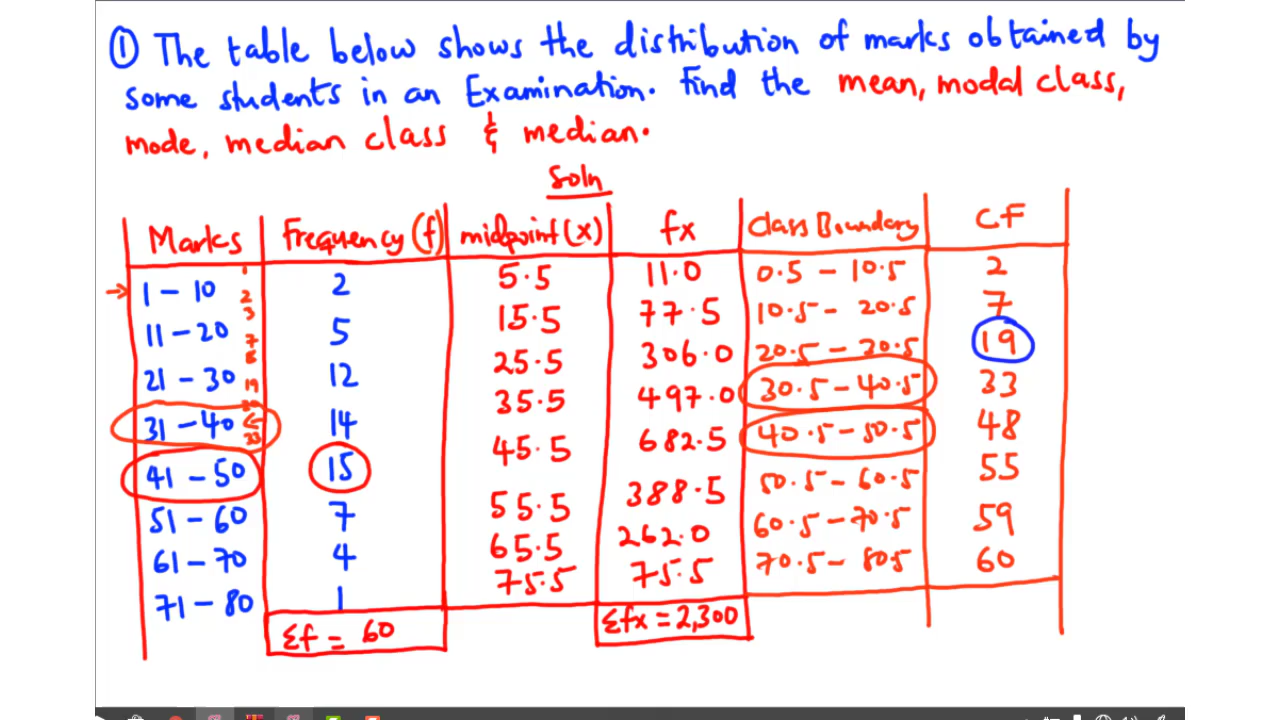 ① The table below shows the distribution of marks obtained by
some students in an Examination. Find the mean, modal class,
mode, median class & median.
Soln
Marks Frequency (f) midpoint (x) fx Class Boundary CF
1 - 10 2 5.5 11.0 0.5 - 10.5 2
11 - 20 5 15.5 77.5 10.5 - 20.5 7
21 - 30 12 25.5 306.0 20.5 - 30.5 19
31 - 40 14 35.5 497.0 30.5 - 40.5 33
41 - 50 15 45.5 682.5 40.5 - 50.5 48
51 - 60 7 55.5 388.5 50.5 - 60.5 55
61 - 70 4 65.5 262.0 60.5 - 70.5 59
71 - 80 1 75.5 75.5 70.5 - 80.5 60
Σf = 60 Σfx = 2,300